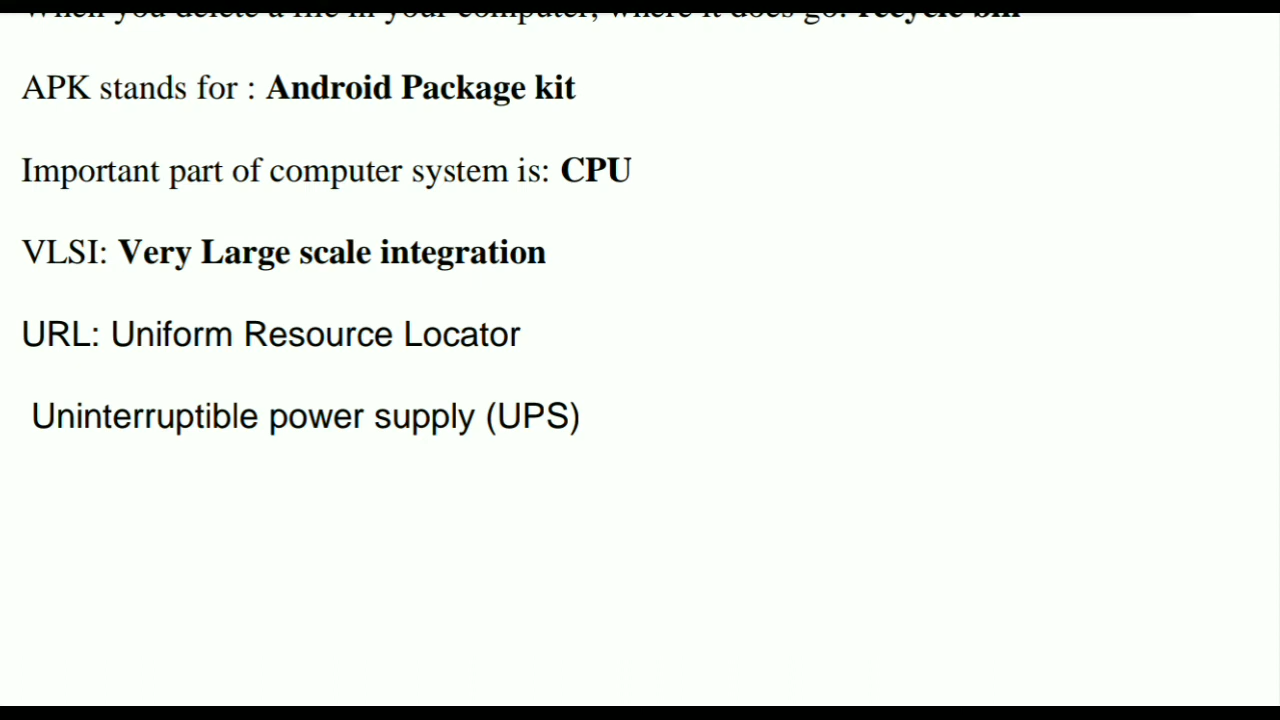 When you delete a file in your computer, where it does go: recycle bin
APK stands for : Android Package kit
Important part of computer system is: CPU
VLSI: Very Large scale integration
URL: Uniform Resource Locator
Uninterruptible power supply (UPS)